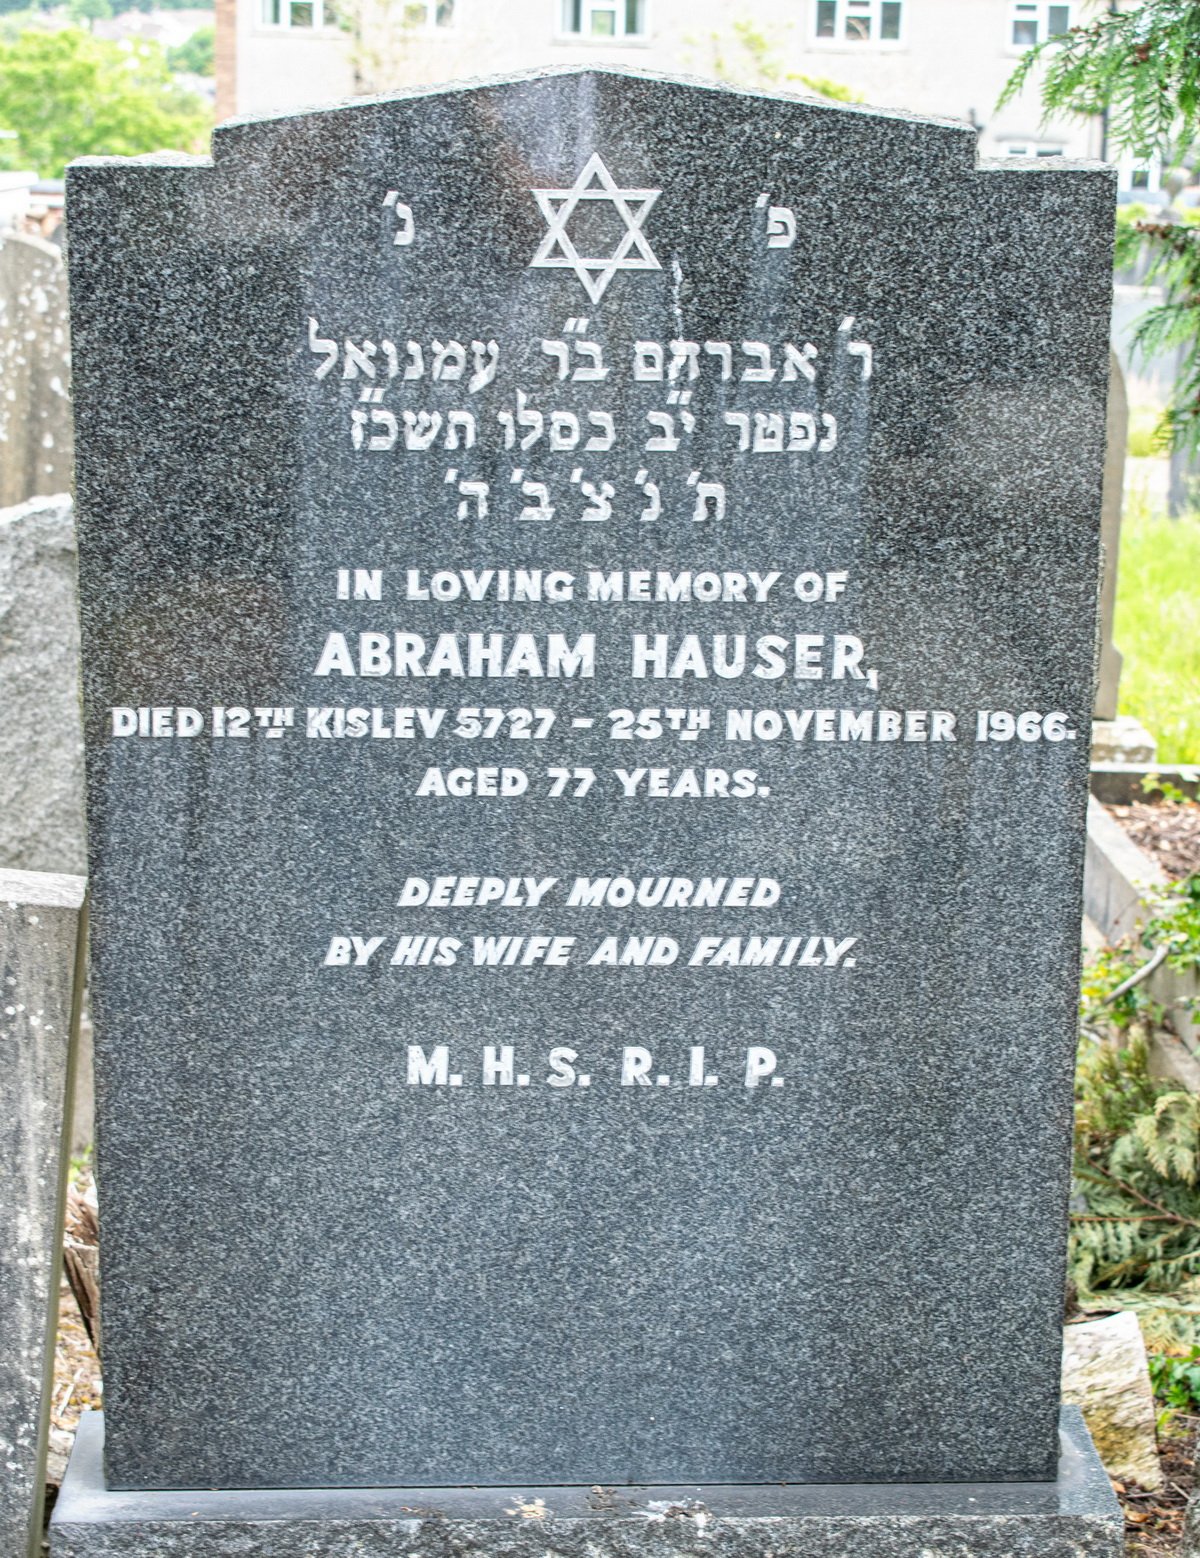 פ' נ'
ר' אברהם ב"ר עמנואל
נפטר י"ב כסלו תשכ"ז
ת' נ' צ' ב' ה'
IN LOVING MEMORY OF
ABRAHAM HAUSER,
DIED 12TH KISLEV 5727 - 25TH NOVEMBER 1966.
AGED 77 YEARS.
DEEPLY MOURNED
BY HIS WIFE AND FAMILY.
M. H. S. R. I. P.